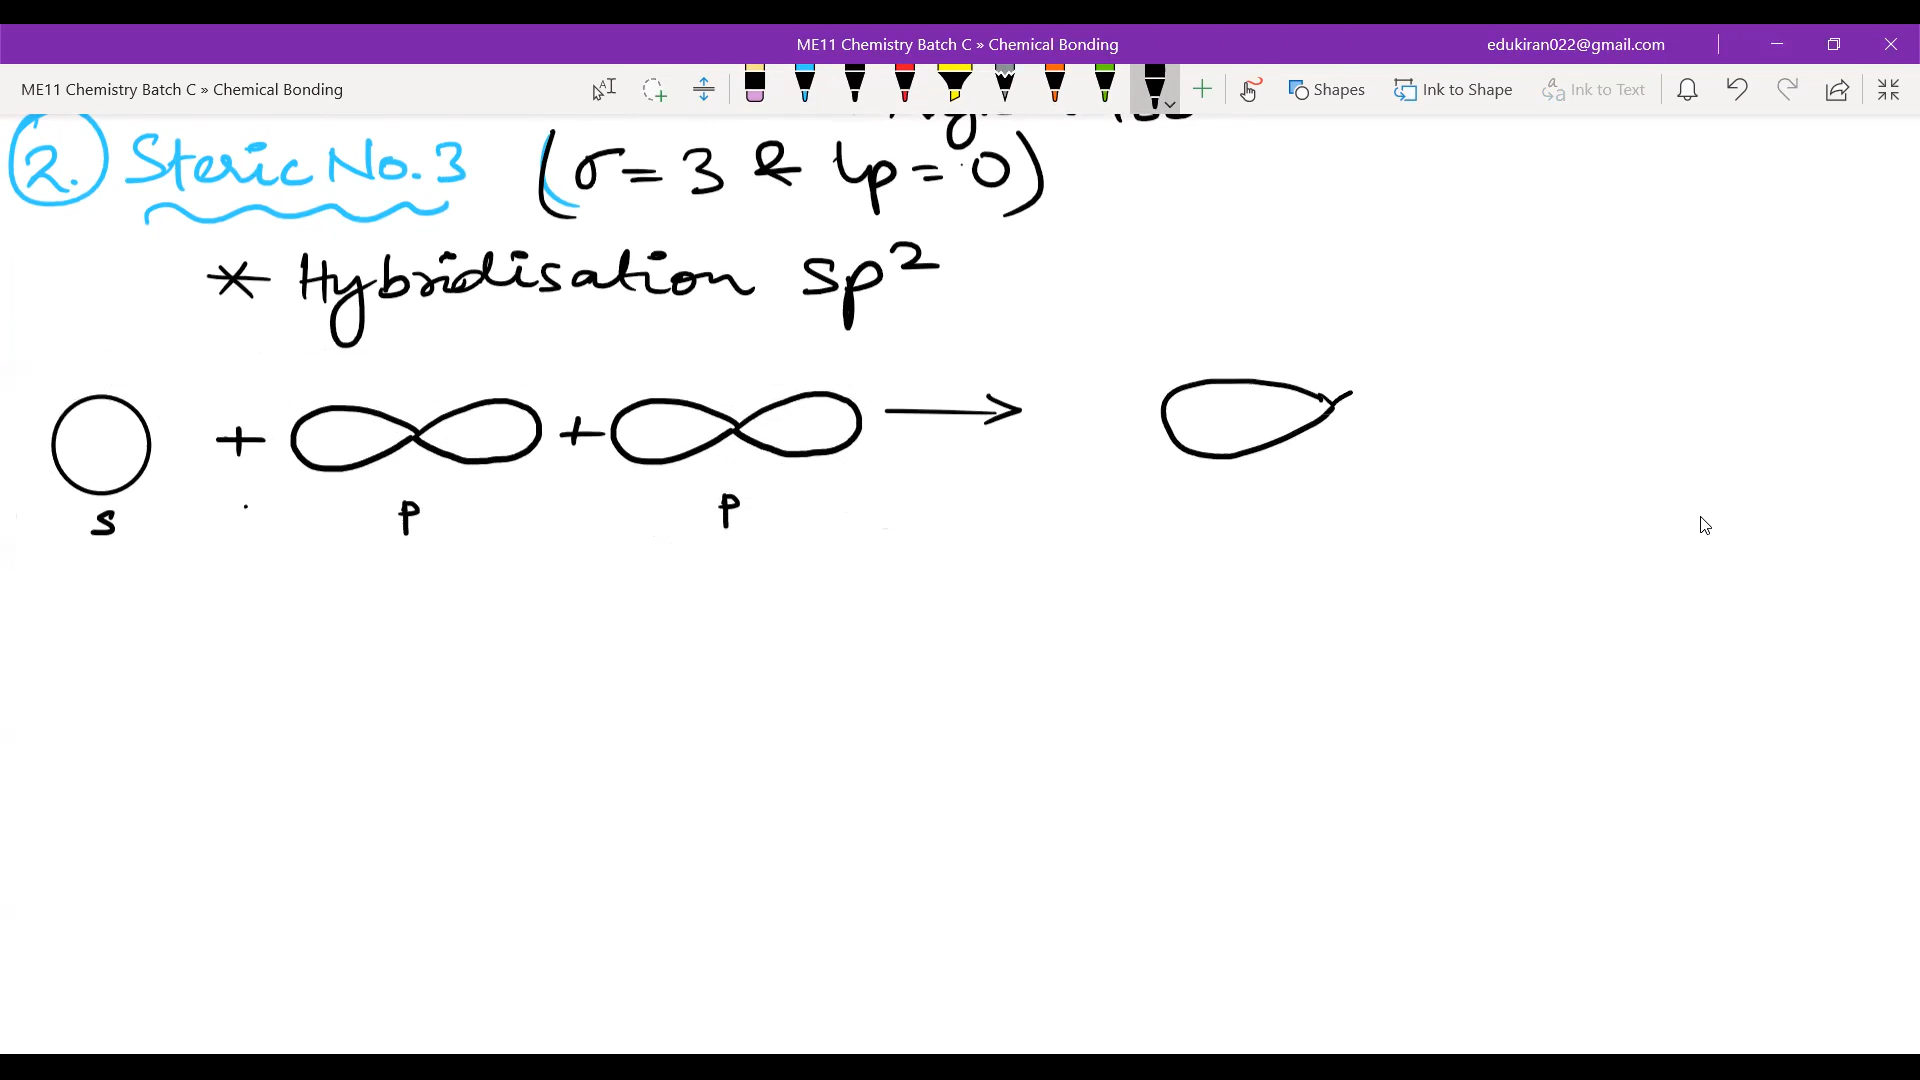 ME11 Chemistry Batch C » Chemical Bonding
edukiran022@gmail.com
ME11 Chemistry Batch C » Chemical Bonding
Shapes
Ink to Shape
Ink to Text
2. Steric No. 3 (σ = 3 & lp = 0)
* Hybridisation sp²
+ +
s p p